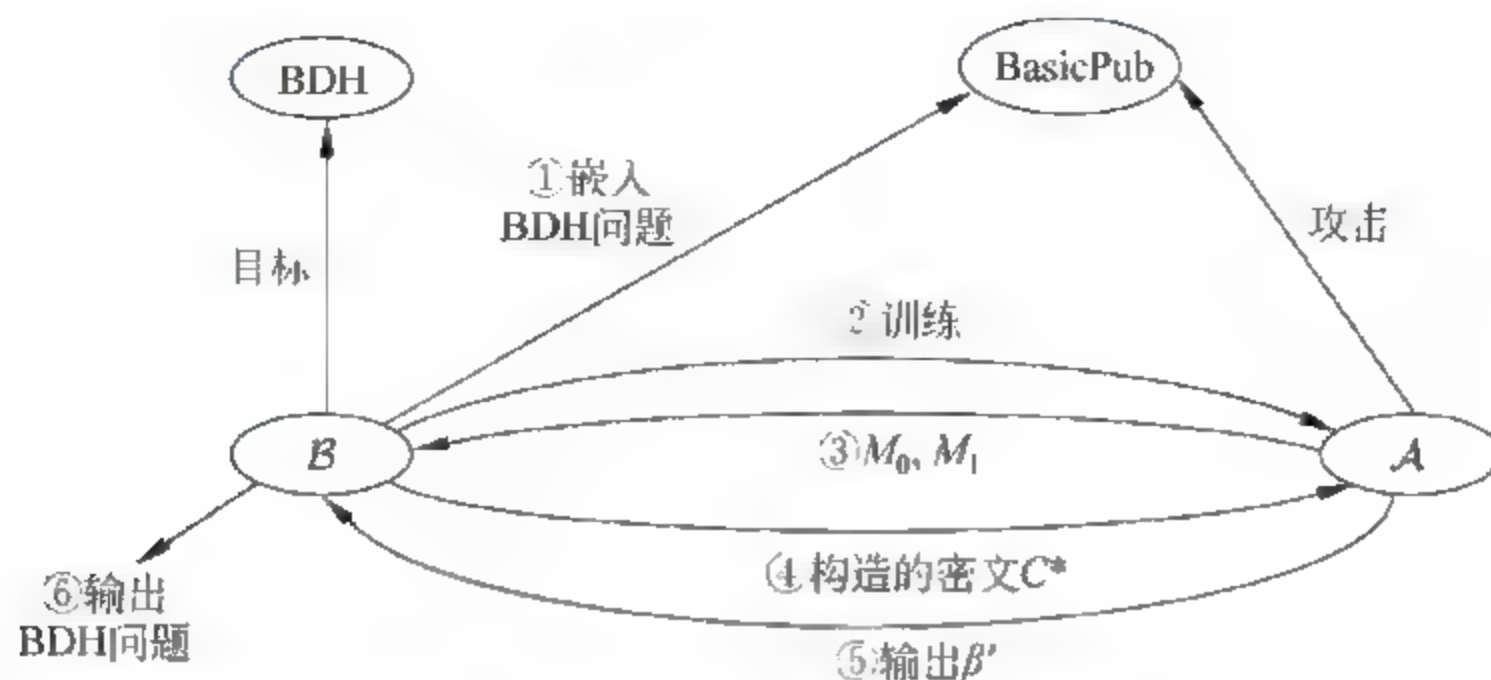 BDH
BasicPub
①嵌入
BDH问题
目标
攻击
②训练
③M₀, M₁
B
A
④构造的密文C*
⑥输出
BDH问题
⑤输出β'